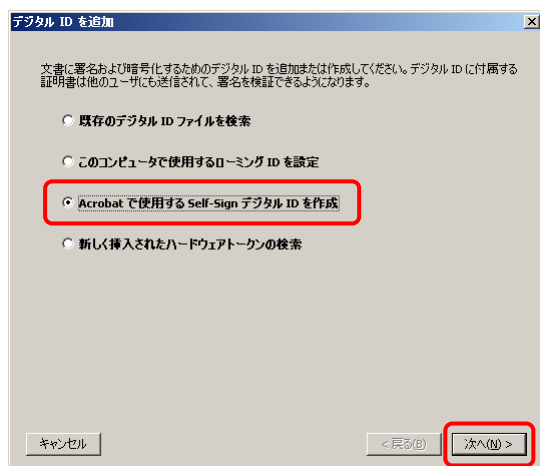 デジタル ID を追加
文書に署名および暗号化するためのデジタル ID を追加または作成してください。デジタル ID に付属する
証明書は他のユーザにも送信されて、署名を検証できるようになります。
既存のデジタル ID ファイルを検索
このコンピュータで使用するローミング ID を設定
Acrobat で使用する Self-Sign デジタル ID を作成
新しく挿入されたハードウェアトークンの検索
キャンセル
< 戻る(B)
次へ(N) >